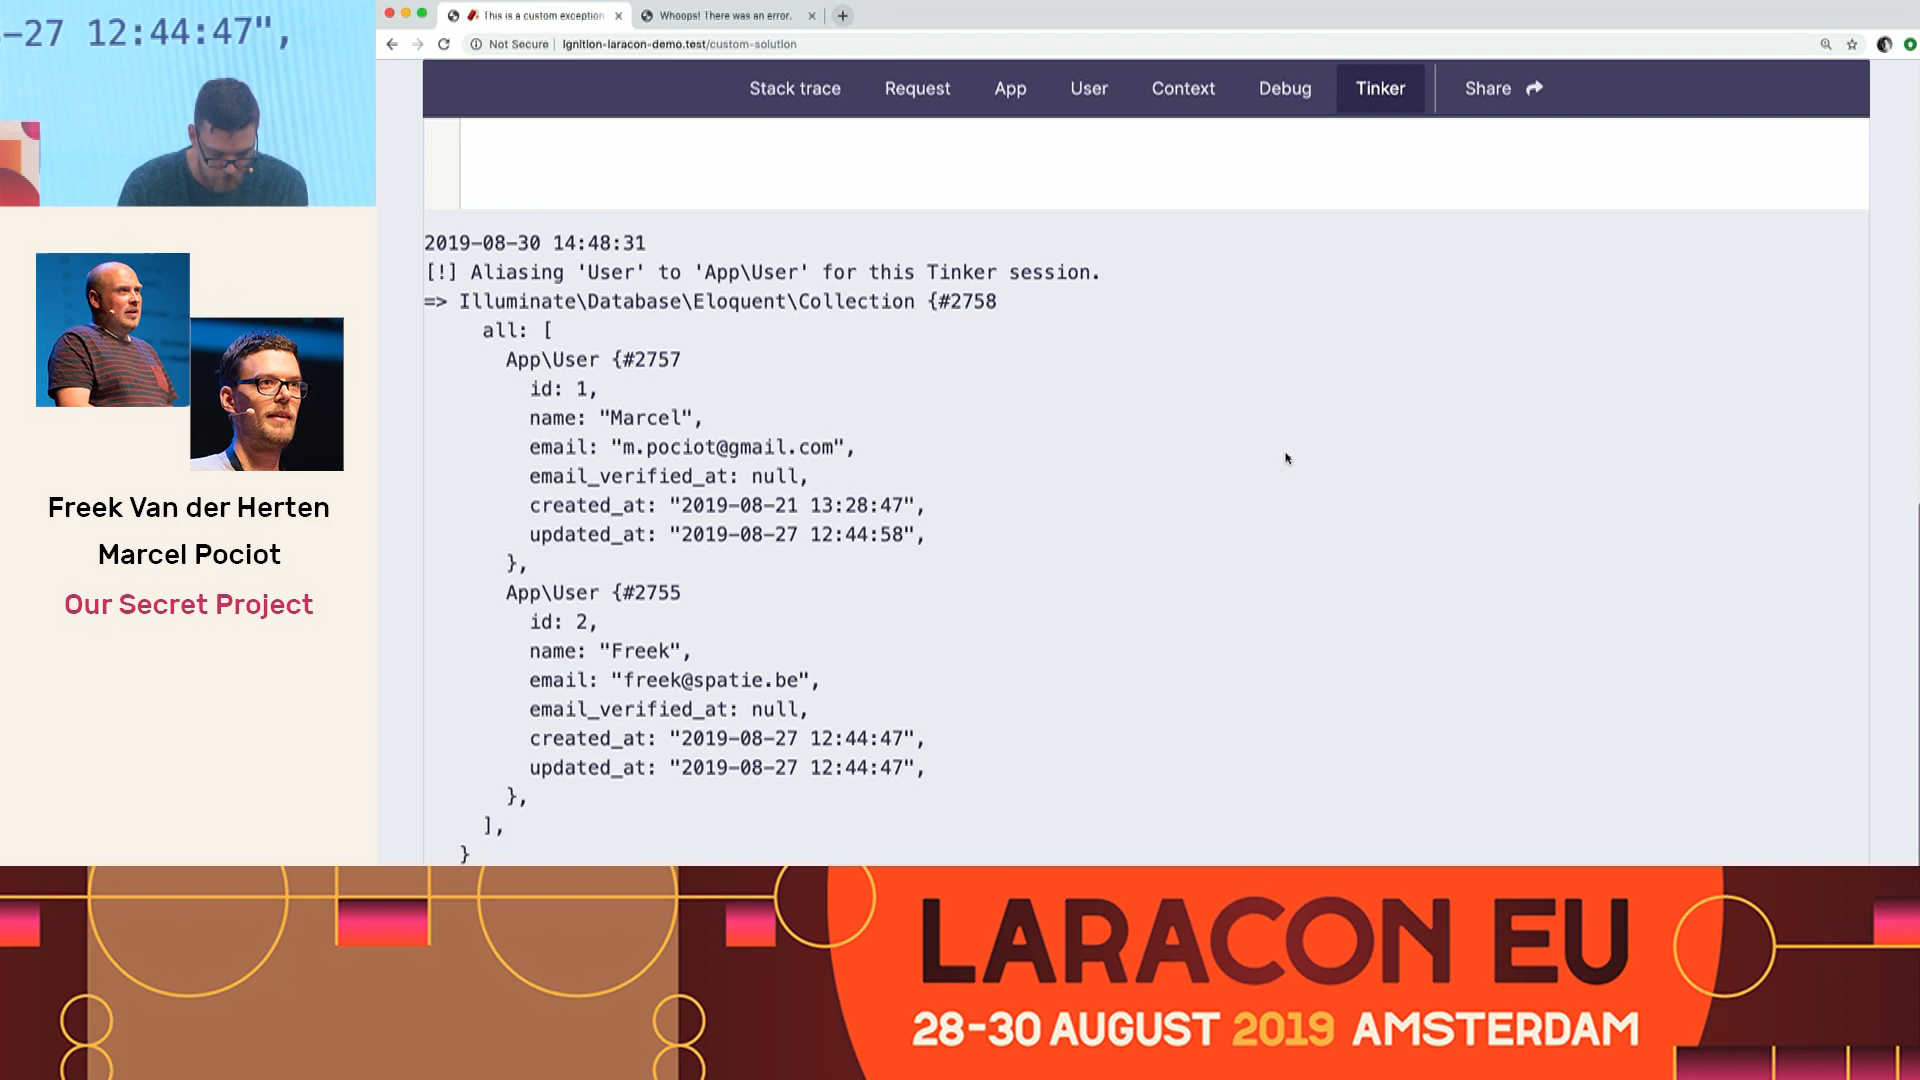 -27 12:44:47",
This is a custom exception
Whoops! There was an error.
Not Secure
ignition-laracon-demo.test/custom-solution
Stack trace
Request
App
User
Context
Debug
Tinker
Share
2019-08-30 14:48:31
[!] Aliasing 'User' to 'App\User' for this Tinker session.
=> Illuminate\Database\Eloquent\Collection {#2758
all: [
App\User {#2757
id: 1,
name: "Marcel",
email: "m.pociot@gmail.com",
email_verified_at: null,
created_at: "2019-08-21 13:28:47",
updated_at: "2019-08-27 12:44:58",
},
App\User {#2755
id: 2,
name: "Freek",
email: "freek@spatie.be",
email_verified_at: null,
created_at: "2019-08-27 12:44:47",
updated_at: "2019-08-27 12:44:47",
},
],
}
Freek Van der Herten
Marcel Pociot
Our Secret Project
LARACON EU
28-30 AUGUST 2019 AMSTERDAM